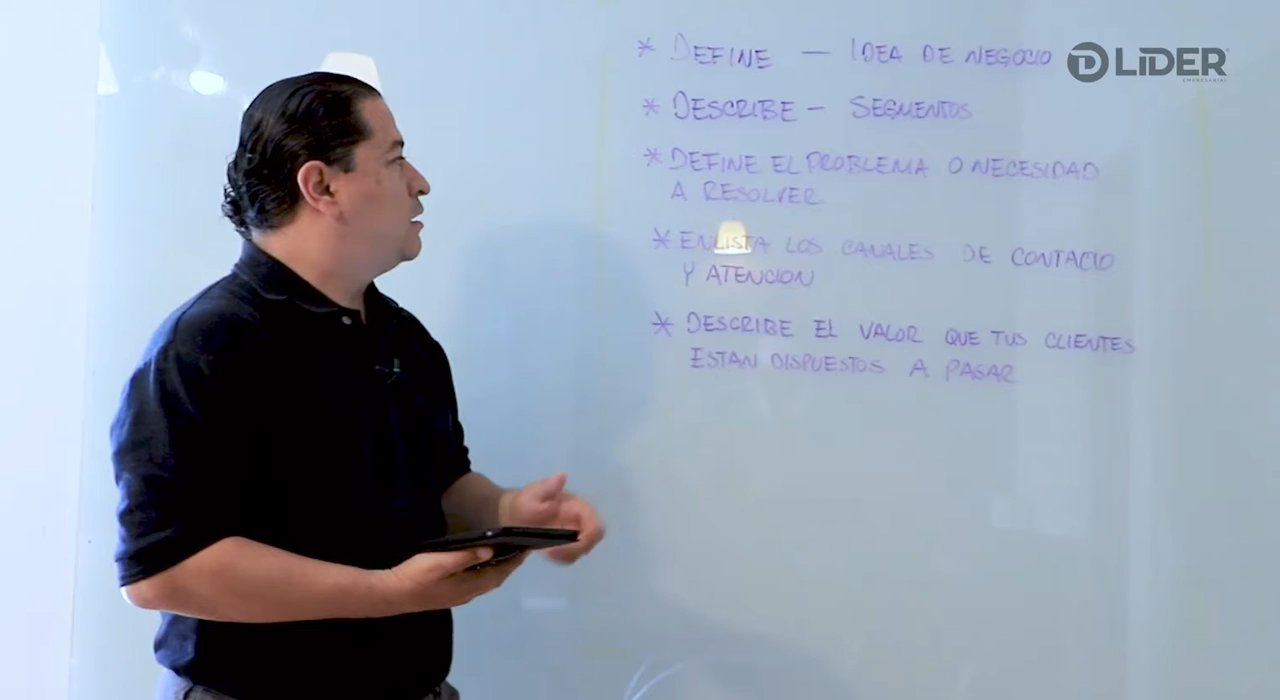 * DEFINE — IDEA DE NEGOCIO
LiDER
EMPRESARIAL
* DESCRIBE — SEGMENTOS
* DEFINE EL PROBLEMA O NECESIDAD
A RESOLVER
* ENLISTA LOS CANALES DE CONTACTO
Y ATENCION
* DESCRIBE EL VALOR QUE TUS CLIENTES
ESTAN DISPUESTOS A PAGAR